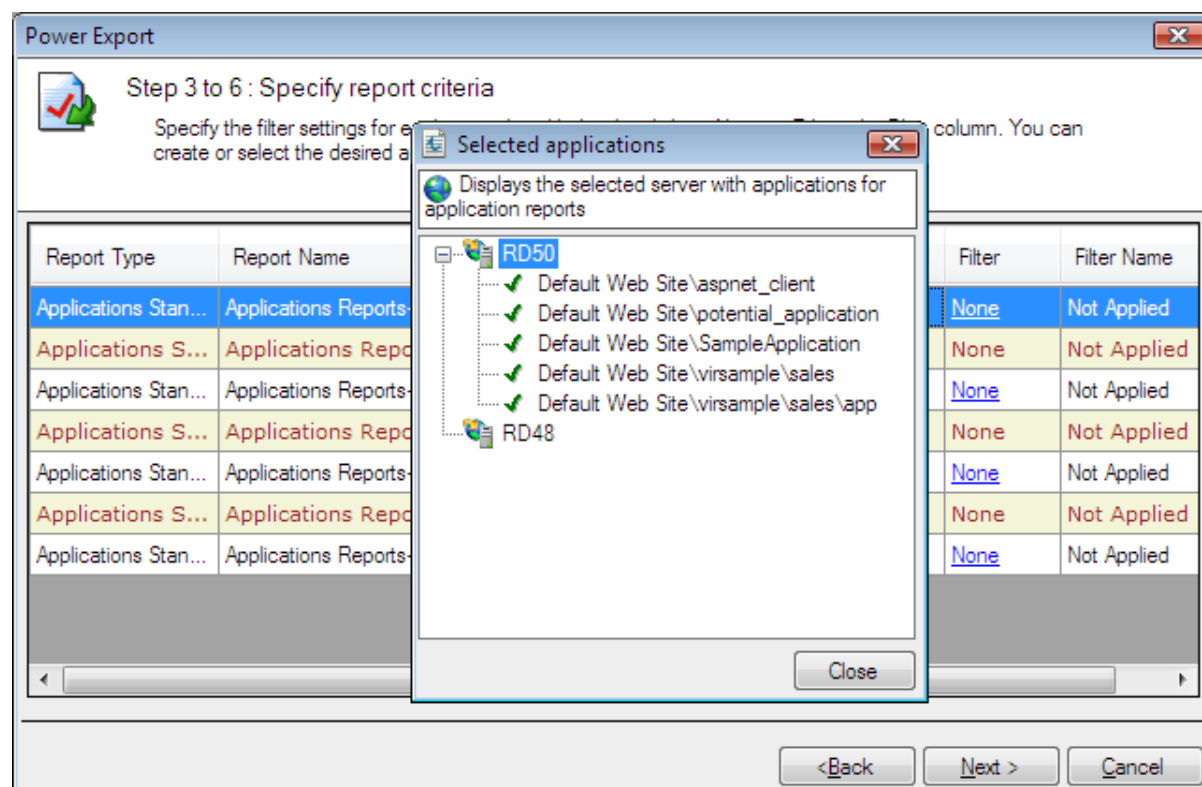 Power Export
Step 3 to 6 : Specify report criteria
Specify the filter settings for column. You can
create or select the desired
Selected applications
Displays the selected server with applications for
application reports
Report Type Report Name Filter Filter Name
RD50
Default Web Site\aspnet_client
Default Web Site\potential_application
Default Web Site\SampleApplication
Default Web Site\virsample\sales
Default Web Site\virsample\sales\app
RD48
Applications Stan... Applications Reports- None Not Applied
Applications S... Applications Repo None Not Applied
Applications Stan... Applications Reports- None Not Applied
Applications S... Applications Repo None Not Applied
Applications Stan... Applications Reports- None Not Applied
Applications S... Applications Repo None Not Applied
Applications Stan... Applications Reports- None Not Applied
Close
<Back Next > Cancel